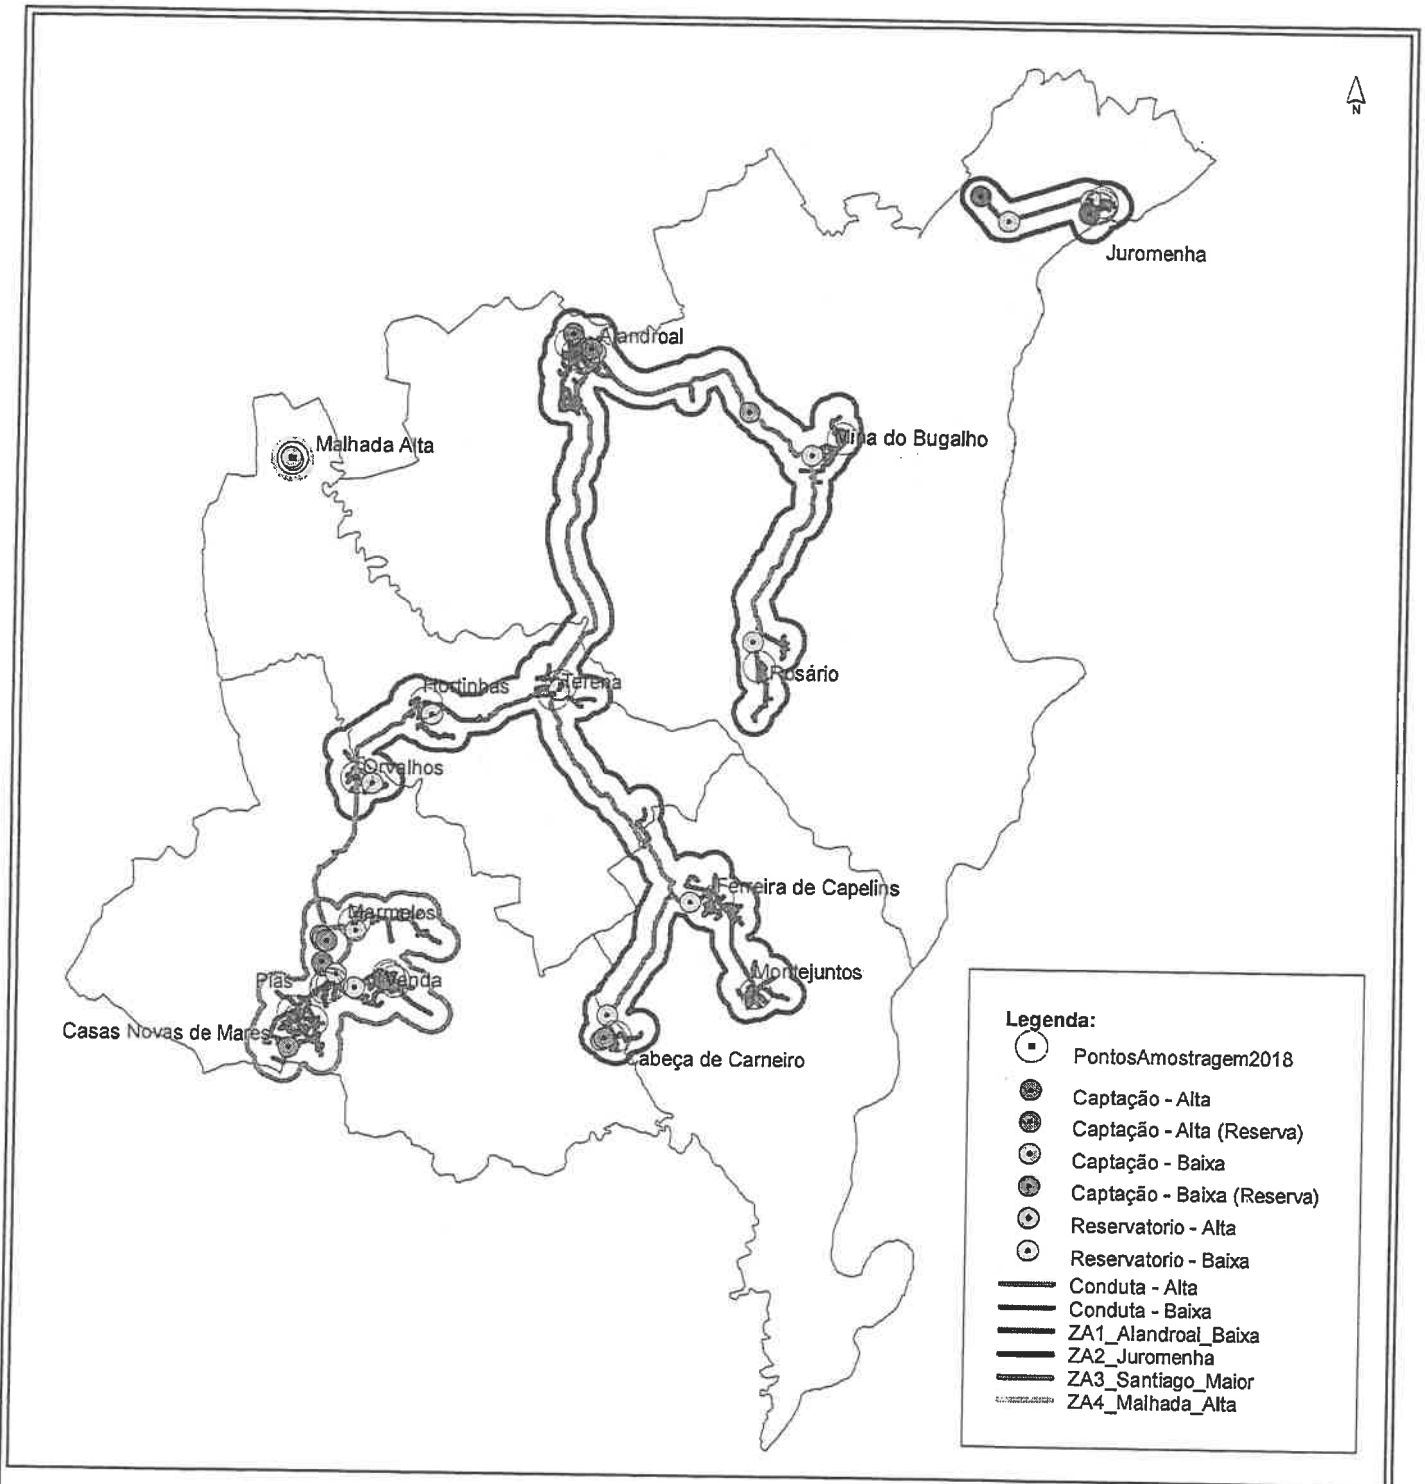 N
Juromenha
Alandroal
Malhada Alta
Mina do Bugalho
Rosário
Hortinhas
Terena
Orvalhos
Ferreira de Capelins
Marmelos
Montejuntos
Pias
Venda
Casas Novas de Mares
Cabeça de Carneiro
Legenda:
PontosAmostragem2018
Captação - Alta
Captação - Alta (Reserva)
Captação - Baixa
Captação - Baixa (Reserva)
Reservatorio - Alta
Reservatorio - Baixa
Conduta - Alta
Conduta - Baixa
ZA1_Alandroal_Baixa
ZA2_Juromenha
ZA3_Santiago_Maior
ZA4_Malhada_Alta